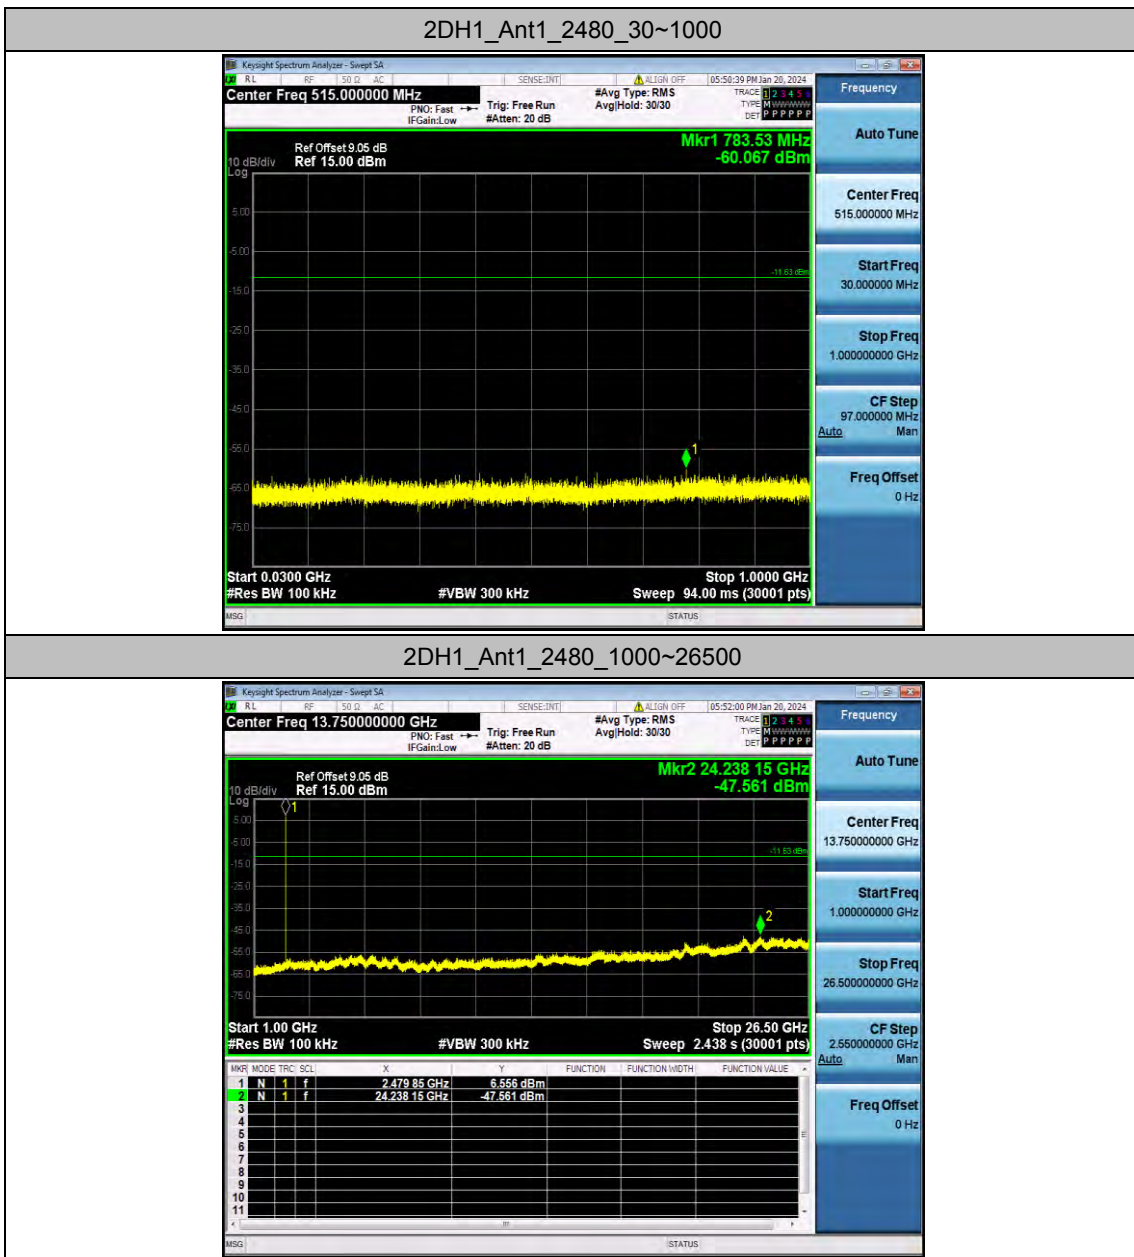 2DH1_Ant1_2480_30~1000
Keysight Spectrum Analyzer - Swept SA
RL RF 50 Ω AC SENSE:INT ALIGN OFF 05:50:39 PM Jan 20, 2024
Center Freq 515.000000 MHz #Avg Type: RMS TRACE 1 2 3 4 5 6
PNO: Fast Trig: Free Run Avg|Hold: 30/30 TYPE M WWWWW
IFGain:Low #Atten: 20 dB DET P P P P P P
Frequency
Auto Tune
Center Freq
515.000000 MHz
Start Freq
30.000000 MHz
Stop Freq
1.000000000 GHz
CF Step
97.000000 MHz
Auto Man
Freq Offset
0 Hz
Mkr1 783.53 MHz
-60.067 dBm
Ref Offset 9.05 dB
10 dB/div Ref 15.00 dBm
Log
5.00
-5.00
-11.63 dBm
-15.0
-25.0
-35.0
-45.0
-55.0
1
-65.0
-75.0
Start 0.0300 GHz Stop 1.0000 GHz
#Res BW 100 kHz #VBW 300 kHz Sweep 94.00 ms (30001 pts)
MSG STATUS
2DH1_Ant1_2480_1000~26500
Keysight Spectrum Analyzer - Swept SA
RL RF 50 Ω AC SENSE:INT ALIGN OFF 05:52:00 PM Jan 20, 2024
Center Freq 13.750000000 GHz #Avg Type: RMS TRACE 1 2 3 4 5 6
PNO: Fast Trig: Free Run Avg|Hold: 30/30 TYPE M WWWWW
IFGain:Low #Atten: 20 dB DET P P P P P P
Frequency
Auto Tune
Center Freq
13.750000000 GHz
Start Freq
1.000000000 GHz
Stop Freq
26.500000000 GHz
CF Step
2.550000000 GHz
Auto Man
Freq Offset
0 Hz
Mkr2 24.238 15 GHz
-47.561 dBm
Ref Offset 9.05 dB
10 dB/div Ref 15.00 dBm
Log
1
5.00
-5.00
-11.63 dBm
-15.0
-25.0
-35.0
2
-45.0
-55.0
-65.0
-75.0
Start 1.00 GHz Stop 26.50 GHz
#Res BW 100 kHz #VBW 300 kHz Sweep 2.438 s (30001 pts)
MKR MODE TRC SCL X Y FUNCTION FUNCTION WIDTH FUNCTION VALUE
1 N 1 f 2.479 85 GHz 6.556 dBm
2 N 1 f 24.238 15 GHz -47.561 dBm
3
4
5
6
7
8
9
10
11
MSG STATUS